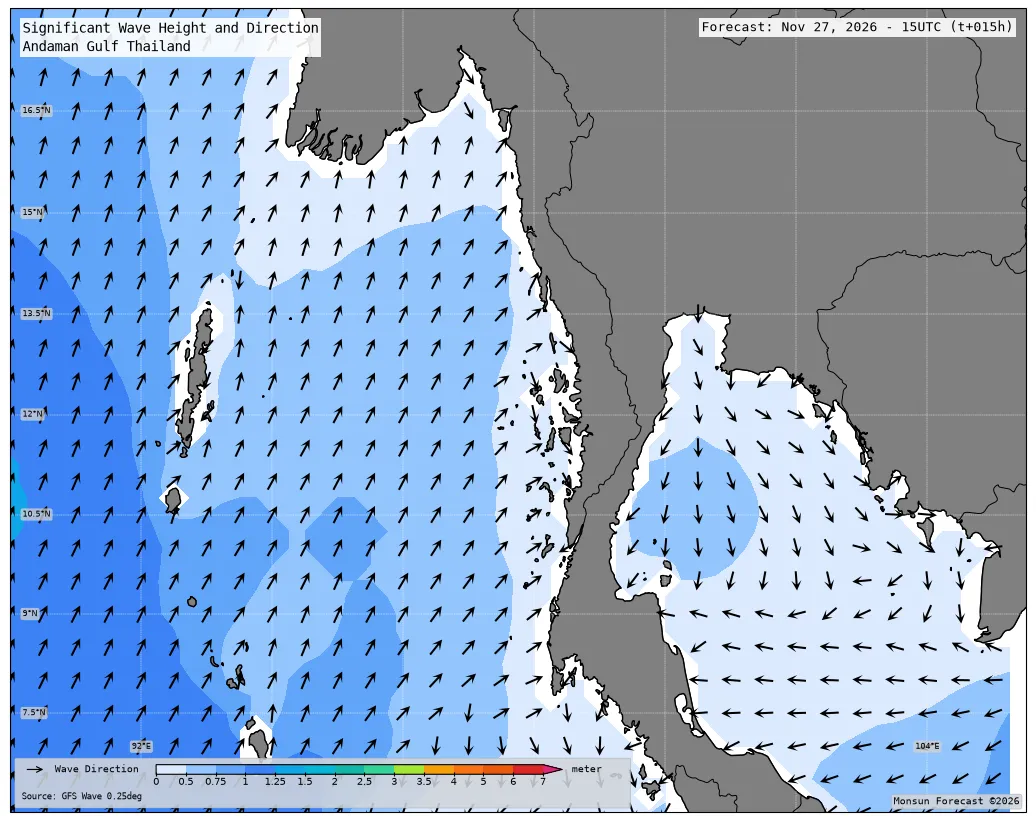 Significant Wave Height and Direction
Andaman Gulf Thailand
Forecast: Nov 27, 2026 - 15UTC (t+015h)
16.5°N
15°N
13.5°N
12°N
10.5°N
9°N
7.5°N
92°E
104°E
Wave Direction
0.5 0.75 1 1.25 1.5 2 2.5 3 3.5 4 5 6 7 meter
Source: GFS Wave 0.25deg
Monsun Forecast ©2026